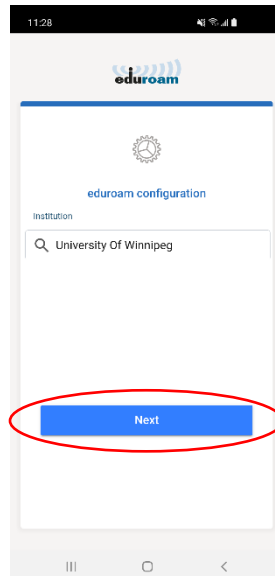 11:28
eduroam
eduroam configuration
Institution
University Of Winnipeg
Next